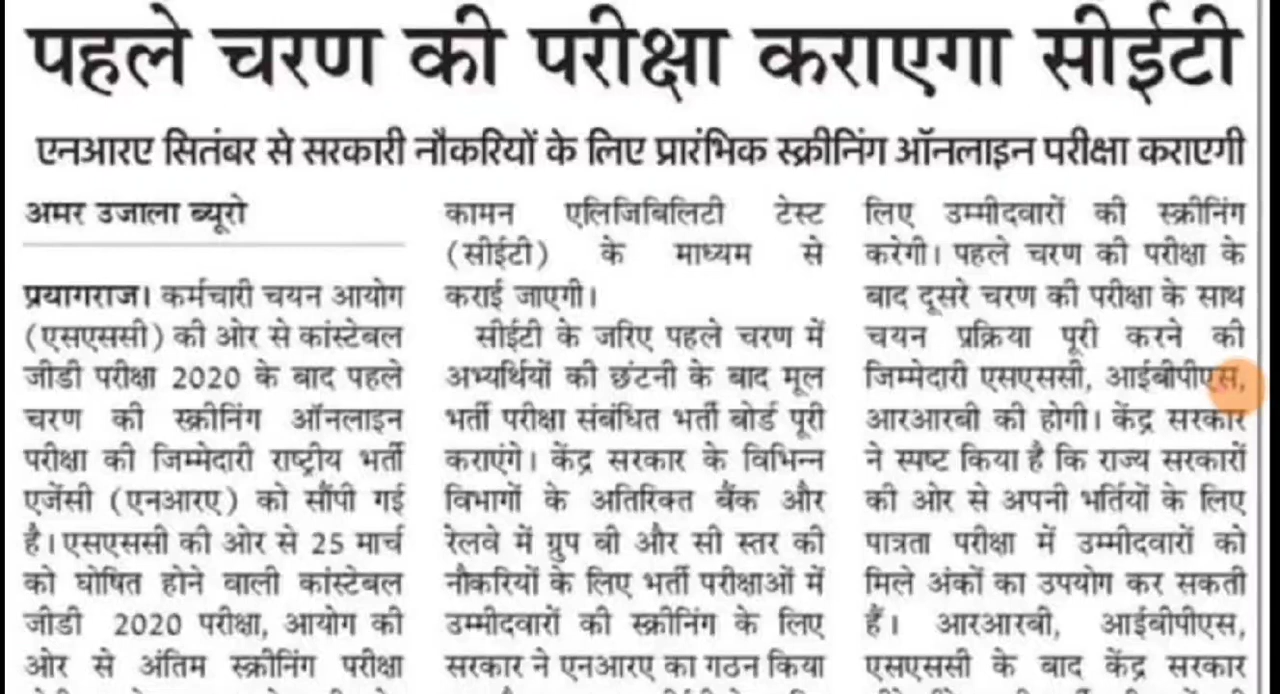 पहले चरण की परीक्षा कराएगा सीईटी
एनआरए सितंबर से सरकारी नौकरियों के लिए प्रारंभिक स्क्रीनिंग ऑनलाइन परीक्षा कराएगी
अमर उजाला ब्यूरो
प्रयागराज। कर्मचारी चयन आयोग
(एसएससी) की ओर से कांस्टेबल
जीडी परीक्षा 2020 के बाद पहले
चरण की स्क्रीनिंग ऑनलाइन
परीक्षा की जिम्मेदारी राष्ट्रीय भर्ती
एजेंसी (एनआरए) को सौंपी गई
है। एसएससी की ओर से 25 मार्च
को घोषित होने वाली कांस्टेबल
जीडी 2020 परीक्षा, आयोग की
ओर से अंतिम स्क्रीनिंग परीक्षा
कामन एलिजिबिलिटी टेस्ट
(सीईटी) के माध्यम से
कराई जाएगी।
सीईटी के जरिए पहले चरण में
अभ्यर्थियों की छंटनी के बाद मूल
भर्ती परीक्षा संबंधित भर्ती बोर्ड पूरी
कराएंगे। केंद्र सरकार के विभिन्न
विभागों के अतिरिक्त बैंक और
रेलवे में ग्रुप बी और सी स्तर की
नौकरियों के लिए भर्ती परीक्षाओं में
उम्मीदवारों की स्क्रीनिंग के लिए
सरकार ने एनआरए का गठन किया
लिए उम्मीदवारों की स्क्रीनिंग
करेगी। पहले चरण की परीक्षा के
बाद दूसरे चरण की परीक्षा के साथ
चयन प्रक्रिया पूरी करने की
जिम्मेदारी एसएससी, आईबीपीएस,
आरआरबी की होगी। केंद्र सरकार
ने स्पष्ट किया है कि राज्य सरकारों
की ओर से अपनी भर्तियों के लिए
पात्रता परीक्षा में उम्मीदवारों को
मिले अंकों का उपयोग कर सकती
हैं। आरआरबी, आईबीपीएस,
एसएससी के बाद केंद्र सरकार